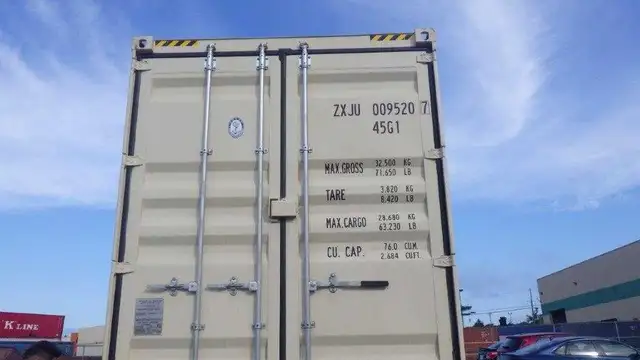 ZXJU 009520 7
45G1
MAX.GROSS 32.500 KG
71.650 LB
TARE 3.820 KG
8.420 LB
MAX.CARGO 28.680 KG
63.230 LB
CU. CAP. 76.0 CU.M.
2.684 CU.FT.
K LINE